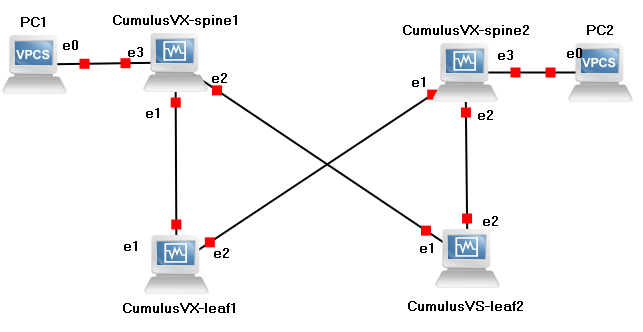 PC1
CumulusVX-spine1
CumulusVX-spine2
PC2
e0
e3
e2
e1
e3
e0
e1
e2
VPCS
VPCS
e1
e2
e1
e2
CumulusVX-leaf1
CumulusVS-leaf2